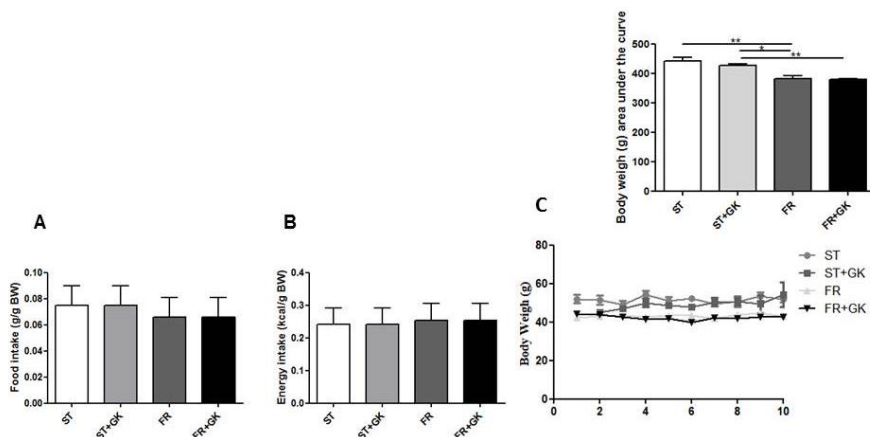 Body weigh (g) area under the curve
500
400
300
200
100
0
**
*
**
ST
ST+GK
FR
FR+GK
A
Food intake (g/g BW)
0.10
0.08
0.06
0.04
0.02
0.00
ST
ST+GK
FR
FR+GK
B
Energy intake (kcal/g BW)
0.4
0.3
0.2
0.1
0.0
ST
ST+GK
FR
FR+GK
C
Body Weigh (g)
80
60
40
20
0
0
2
4
6
8
10
ST
ST+GK
FR
FR+GK